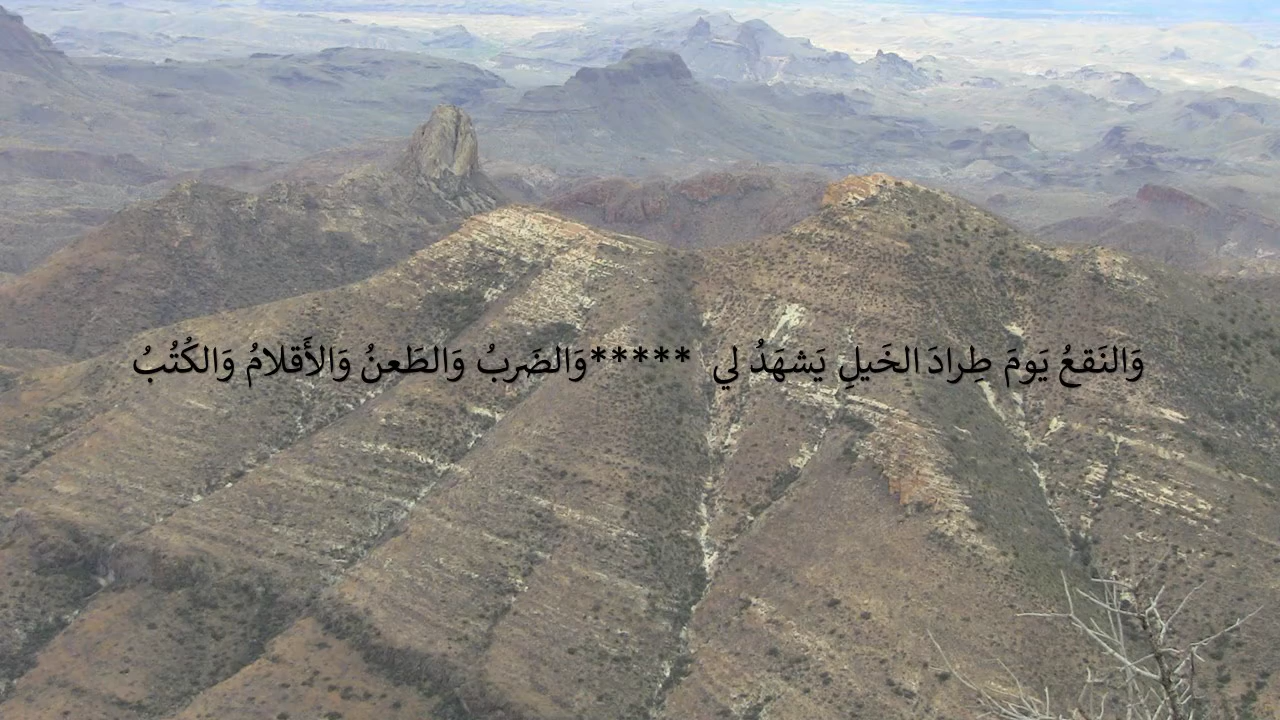 وَالنَقعُ يَومَ طِرادَ الخَيلِ يَشهَدُ لي *****وَالضَربُ وَالطَعنُ وَالأَقلامُ وَالكُتُبُ